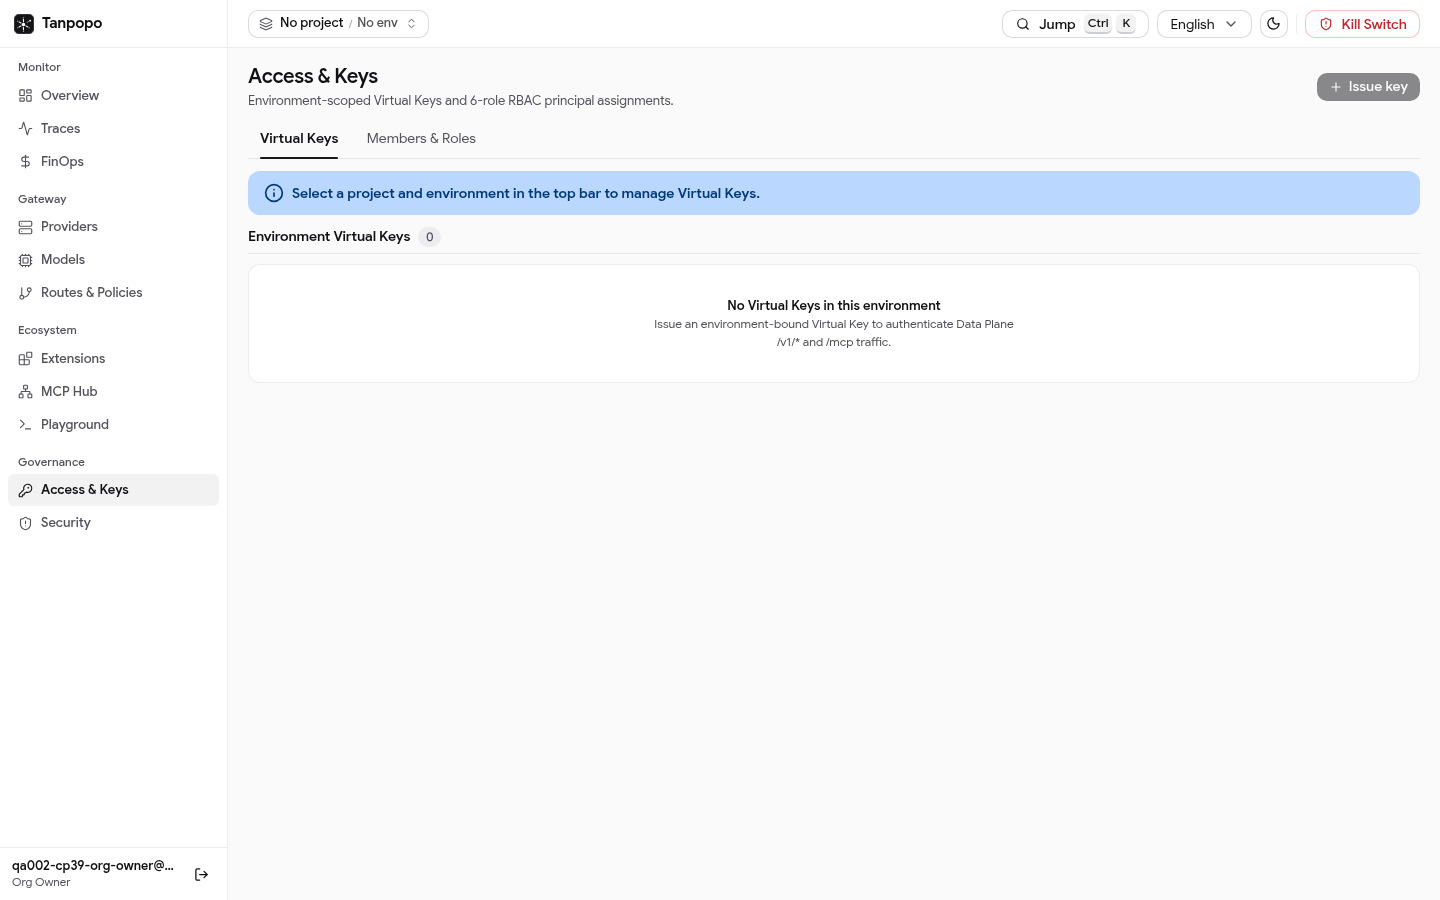 Tanpopo
No project / No env
Jump Ctrl K
English
Kill Switch
Monitor
Overview
Traces
FinOps
Gateway
Providers
Models
Routes & Policies
Ecosystem
Extensions
MCP Hub
Playground
Governance
Access & Keys
Security
qa002-cp39-org-owner@...
Org Owner
Access & Keys
Environment-scoped Virtual Keys and 6-role RBAC principal assignments.
Issue key
Virtual Keys
Members & Roles
Select a project and environment in the top bar to manage Virtual Keys.
Environment Virtual Keys 0
No Virtual Keys in this environment
Issue an environment-bound Virtual Key to authenticate Data Plane
/v1/* and /mcp traffic.